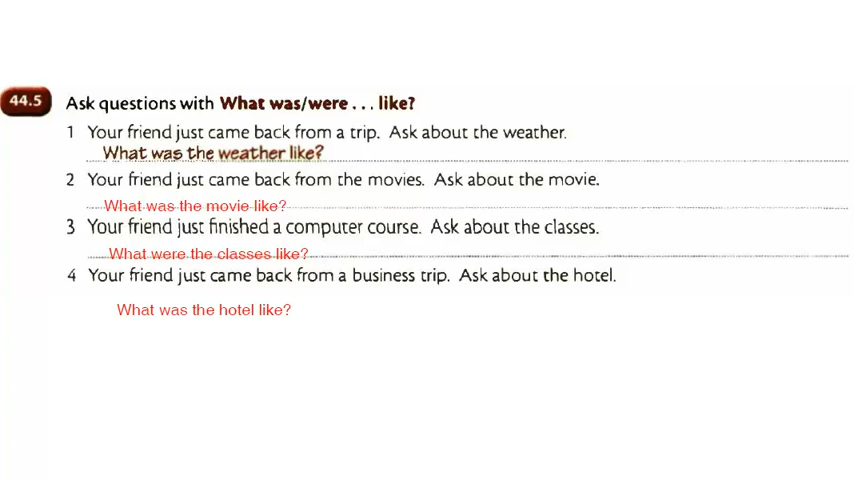 44.5 Ask questions with What was/were . . . like?
1 Your friend just came back from a trip. Ask about the weather.
What was the weather like?
2 Your friend just came back from the movies. Ask about the movie.
What was the movie like?
3 Your friend just finished a computer course. Ask about the classes.
What were the classes like?
4 Your friend just came back from a business trip. Ask about the hotel.
What was the hotel like?